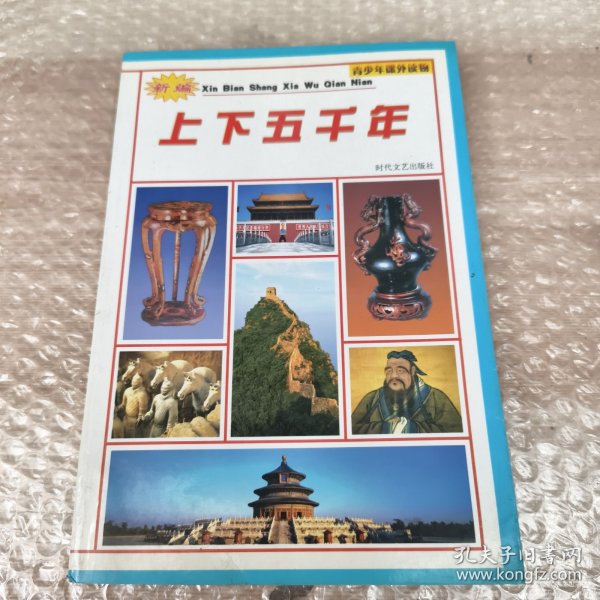 青少年课外读物
新编
Xin Bian Shang Xia Wu Qian Nian
上下五千年
时代文艺出版社
孔夫子旧书网
www.kongfz.com